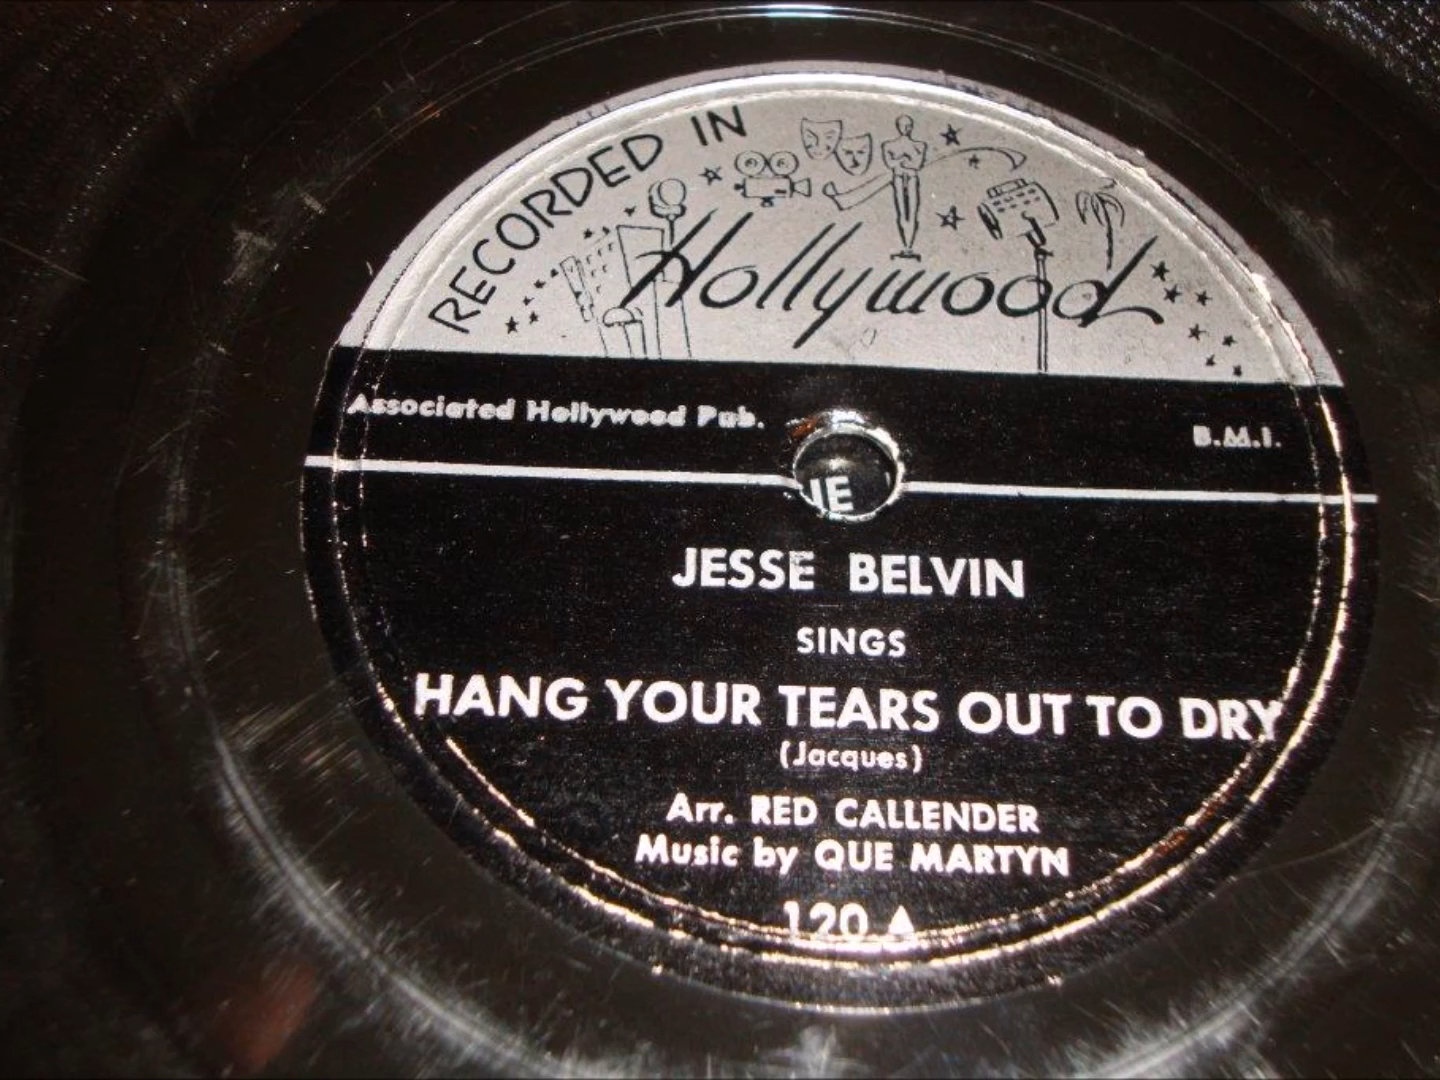 RECORDED IN
Hollywood
Associated Hollywood Pub.
B.M.I.
IE
JESSE BELVIN
SINGS
HANG YOUR TEARS OUT TO DRY
(Jacques)
Arr. RED CALLENDER
Music by QUE MARTYN
120 A